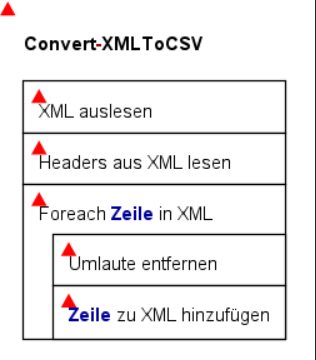 Convert-XMLToCSV
XML auslesen
Headers aus XML lesen
Foreach Zeile in XML
Umlaute entfernen
Zeile zu XML hinzufügen